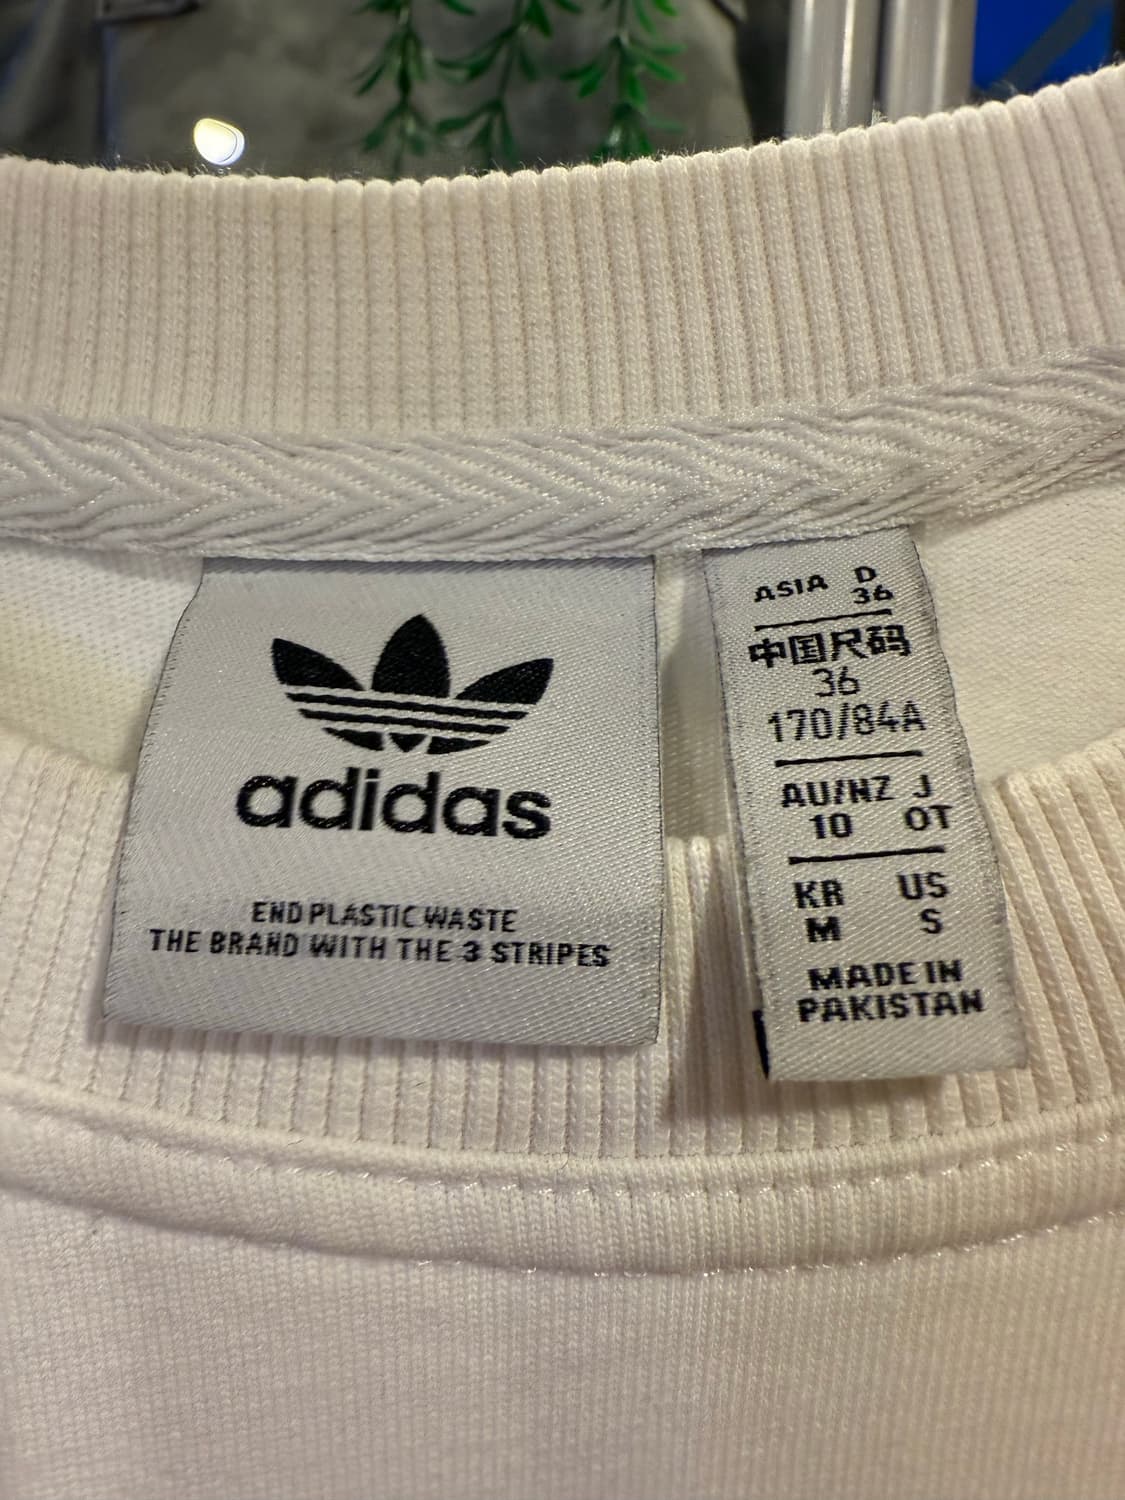 adidas
END PLASTIC WASTE
THE BRAND WITH THE 3 STRIPES
ASIA D
36
中国尺码
36
170/84A
AU/NZ J
10 OT
KR US
M S
MADE IN
PAKISTAN